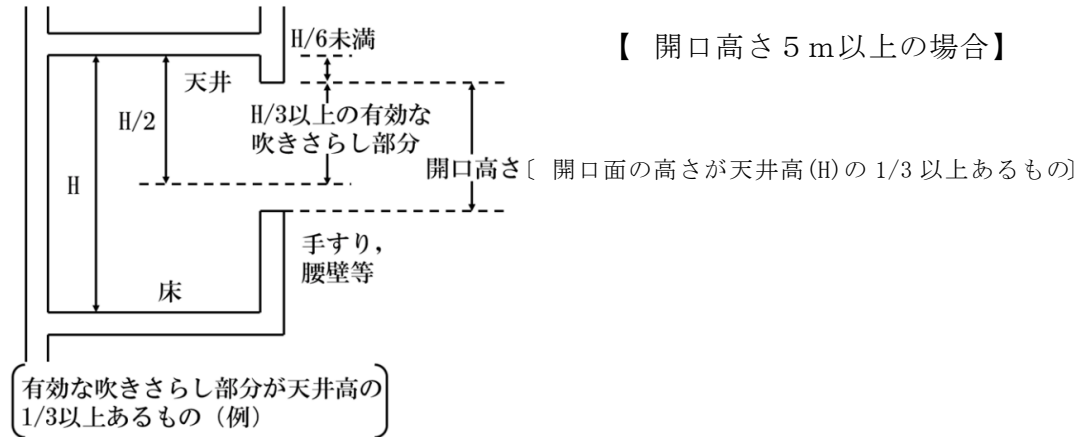 H/6未満
【 開口高さ5m以上の場合】
天井
H/2
H/3以上の有効な
吹きさらし部分
開口高さ〔 開口面の高さが天井高(H)の 1/3 以上あるもの〕
H
手すり,
腰壁等
床
有効な吹きさらし部分が天井高の
1/3以上あるもの（例）